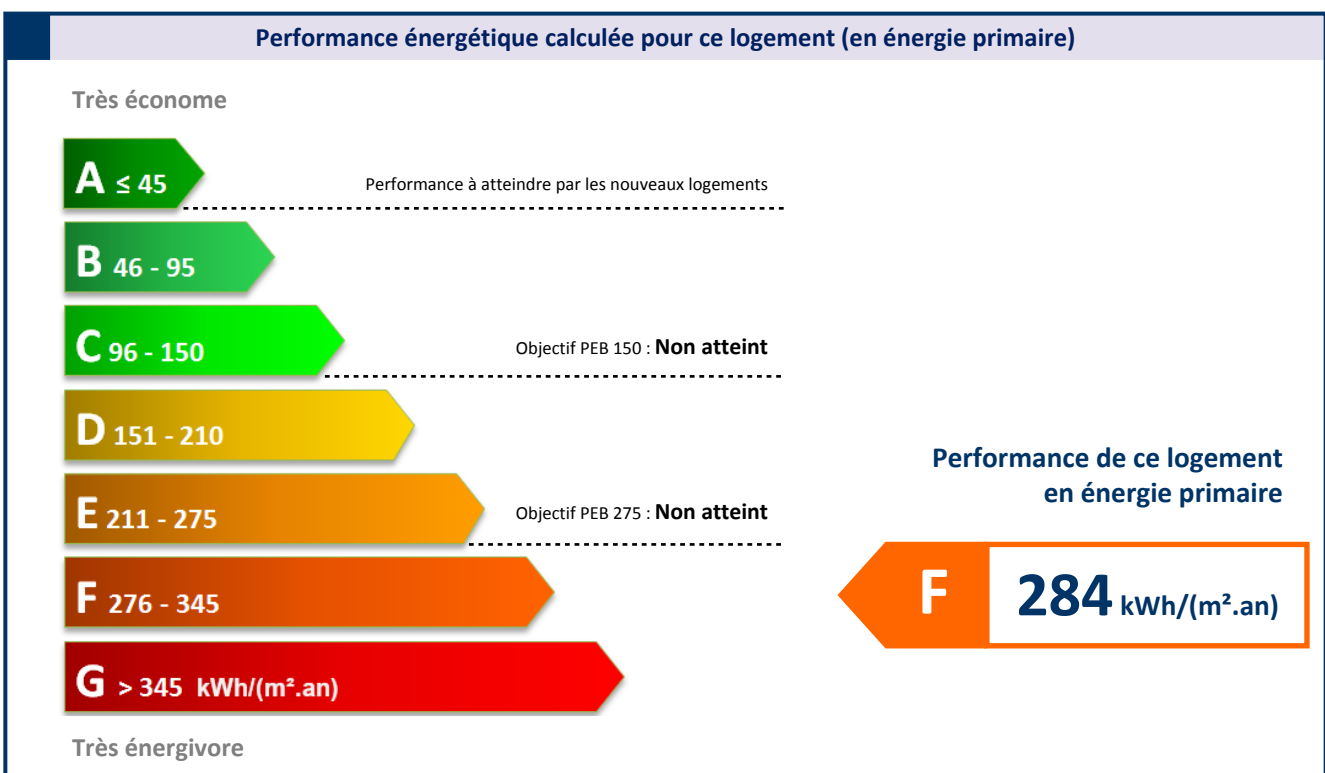 Performance énergétique calculée pour ce logement (en énergie primaire)
Très économe
A ≤ 45
Performance à atteindre par les nouveaux logements
B 46 - 95
C 96 - 150
Objectif PEB 150 : Non atteint
D 151 - 210
E 211 - 275
Objectif PEB 275 : Non atteint
F 276 - 345
G > 345 kWh/(m².an)
Très énergivore
Performance de ce logement
en énergie primaire
F 284 kWh/(m².an)